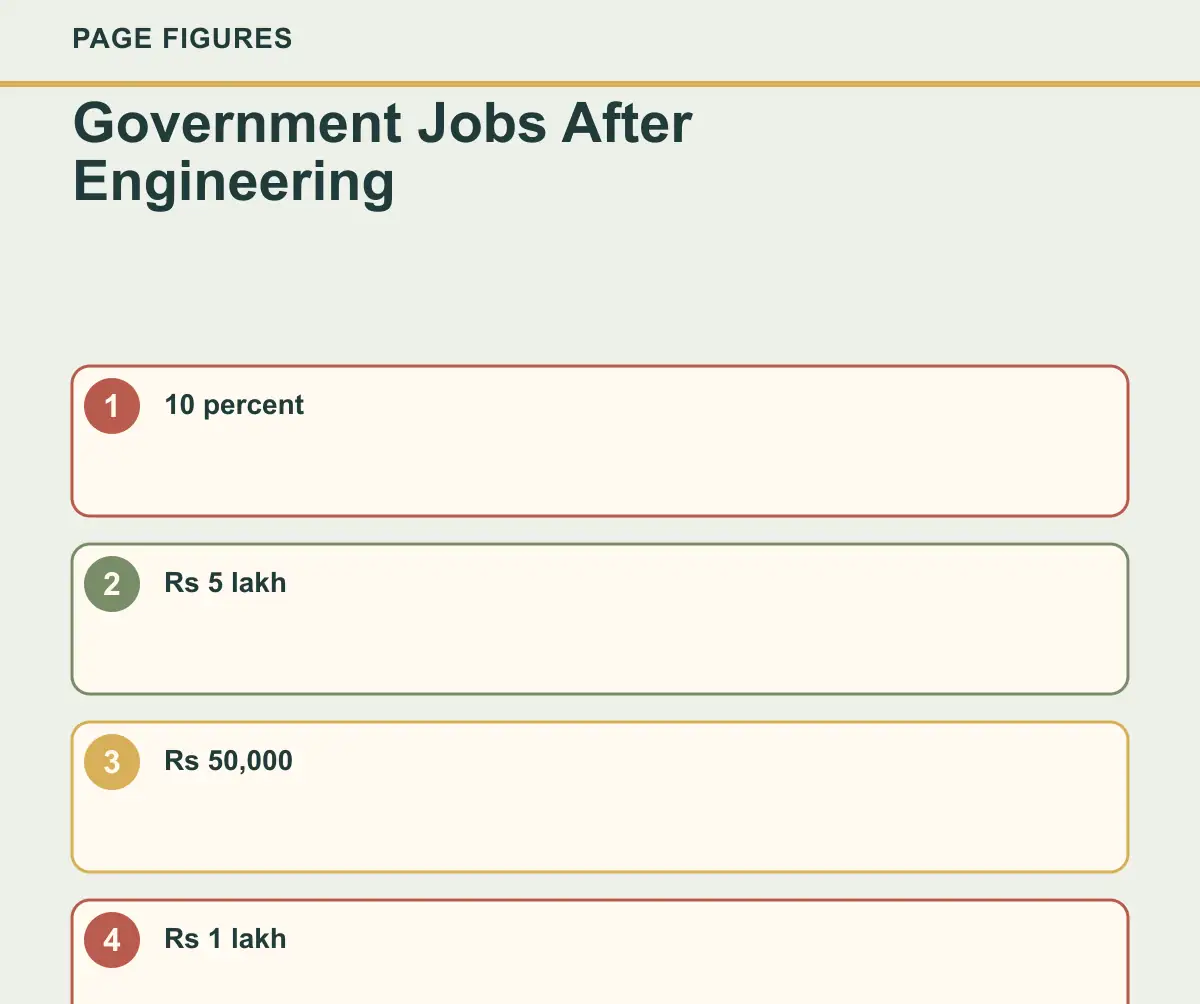 PAGE FIGURES
Government Jobs After
Engineering
1 10 percent
2 Rs 5 lakh
3 Rs 50,000
4 Rs 1 lakh